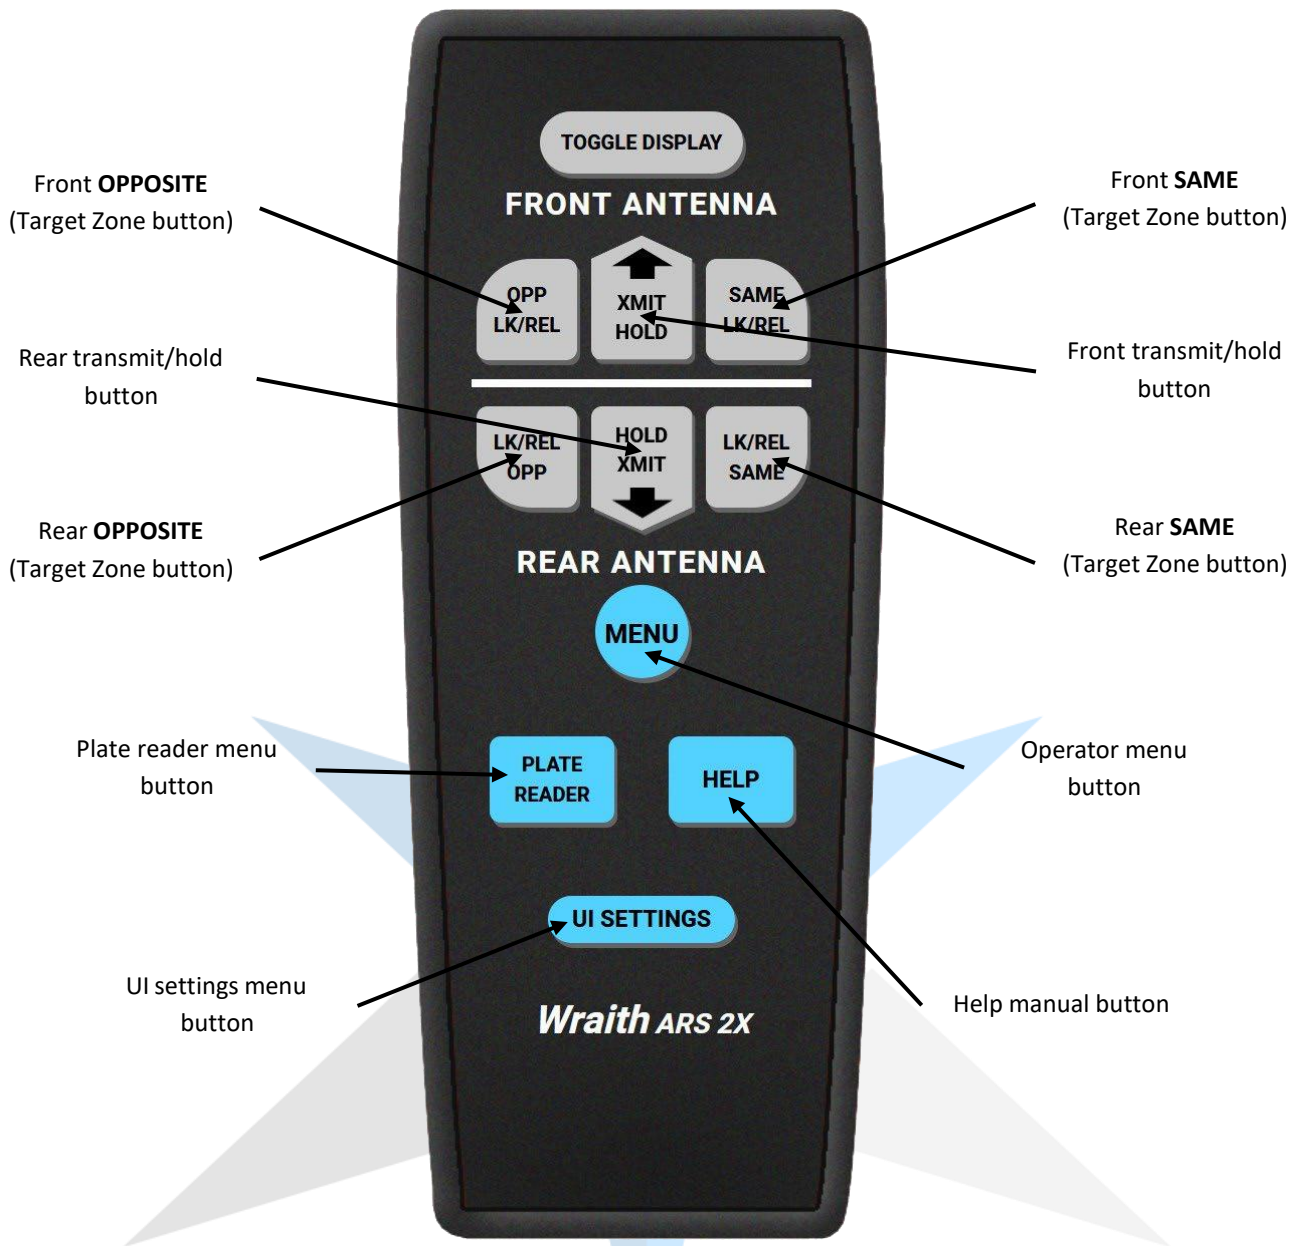 TOGGLE DISPLAY
FRONT ANTENNA
Front OPPOSITE
(Target Zone button)
Front SAME
(Target Zone button)
OPP
LK/REL
XMIT
HOLD
SAME
LK/REL
Rear transmit/hold
button
Front transmit/hold
button
LK/REL
OPP
HOLD
XMIT
LK/REL
SAME
Rear OPPOSITE
(Target Zone button)
Rear SAME
(Target Zone button)
REAR ANTENNA
MENU
Plate reader menu
button
PLATE
READER
HELP
Operator menu
button
UI SETTINGS
UI settings menu
button
Help manual button
Wraith ARS 2X